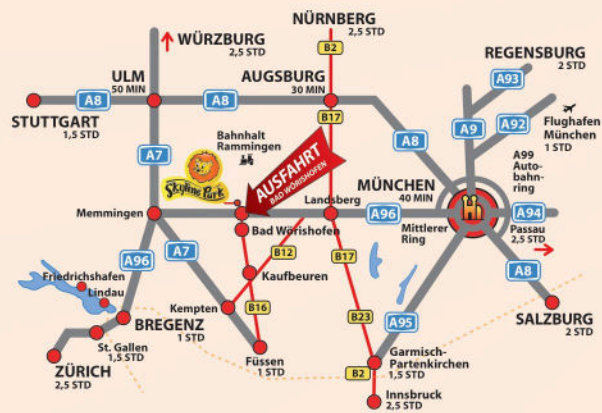 NÜRNBERG
2,5 STD
WÜRZBURG
2,5 STD
B2
REGENSBURG
2 STD
A93
ULM
50 MIN
AUGSBURG
30 MIN
A8
A8
STUTTGART
1,5 STD
B17
A9
A92
Flughafen
München
1 STD
A8
A7
Bahnhalt
Rammingen
AUSFAHRT
BAD WÖRISHOFEN
Skyline Park
A99
Auto-
bahn-
ring
MÜNCHEN
40 MIN
Memmingen
Landsberg
A96
A94
Mittlerer
Ring
Passau
2,5 STD
Bad Wörishofen
A96
A7
B12
B17
A8
Friedrichshafen
Lindau
Kaufbeuren
Kempten
B16
B23
A95
SALZBURG
2 STD
BREGENZ
1 STD
St. Gallen
1,5 STD
Füssen
1 STD
Garmisch-
Partenkirchen
1,5 STD
ZÜRICH
2,5 STD
B2
Innsbruck
2,5 STD